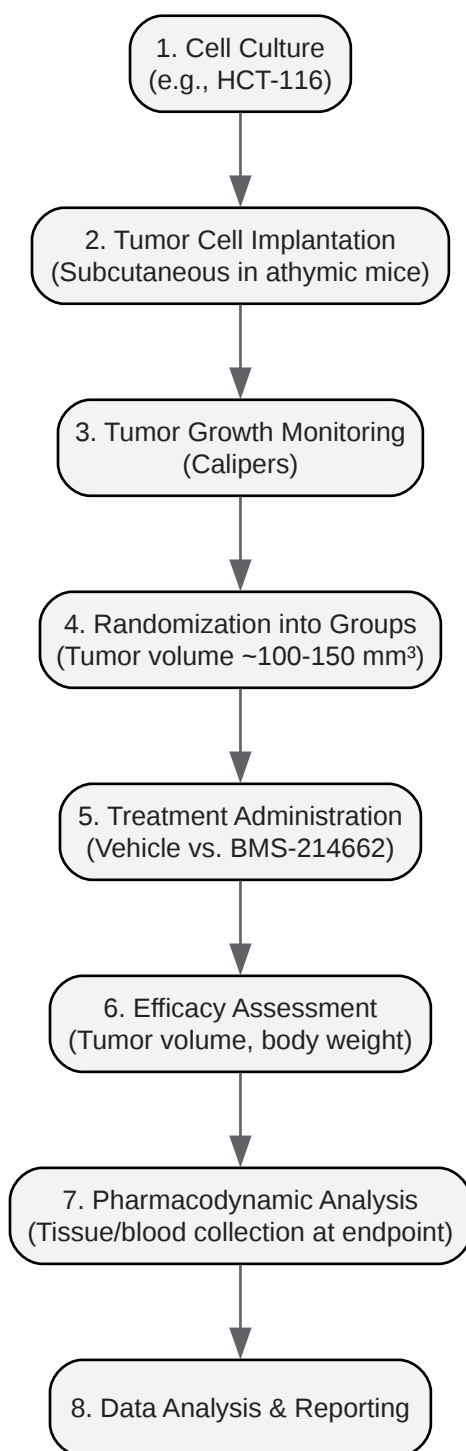 1. Cell Culture
(e.g., HCT-116)
2. Tumor Cell Implantation
(Subcutaneous in athymic mice)
3. Tumor Growth Monitoring
(Calipers)
4. Randomization into Groups
(Tumor volume ~100-150 mm³)
5. Treatment Administration
(Vehicle vs. BMS-214662)
6. Efficacy Assessment
(Tumor volume, body weight)
7. Pharmacodynamic Analysis
(Tissue/blood collection at endpoint)
8. Data Analysis & Reporting